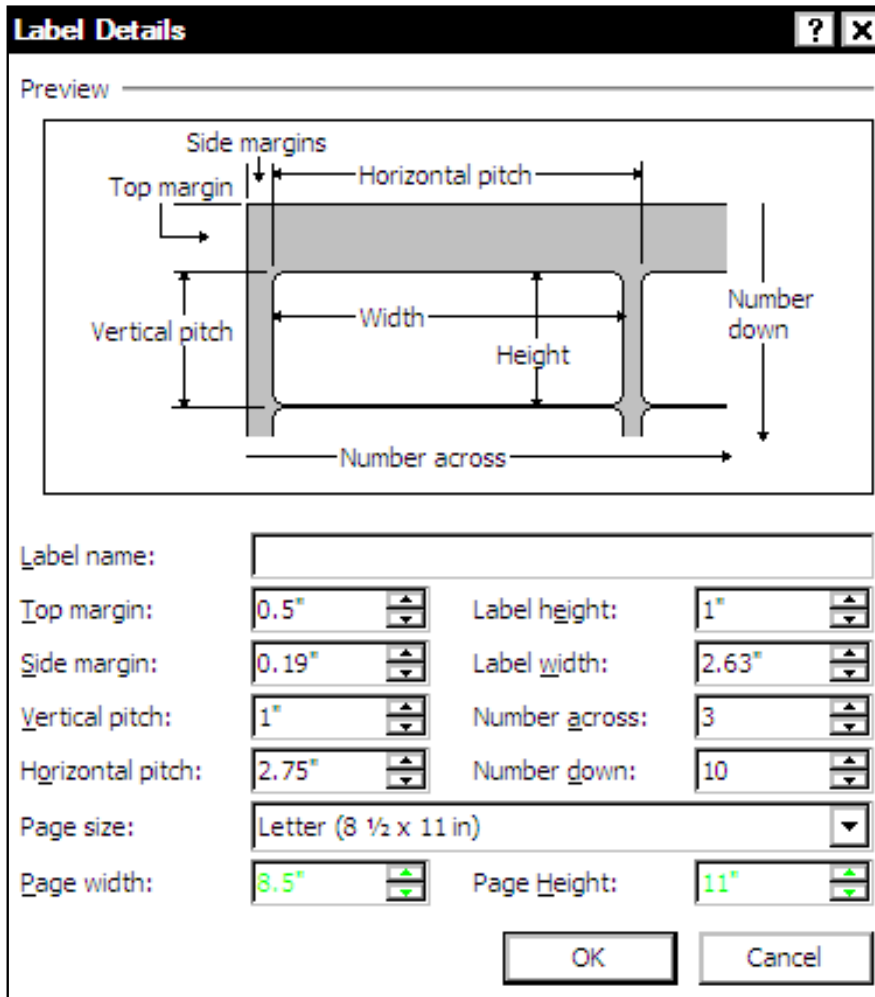 Label Details
Preview
Side margins
Top margin
Horizontal pitch
Vertical pitch
Width
Number
down
Height
Number across
Label name:
Top margin: 0.5" Label height: 1"
Side margin: 0.19" Label width: 2.63"
Vertical pitch: 1" Number across: 3
Horizontal pitch: 2.75" Number down: 10
Page size: Letter (8 ½ x 11 in)
Page width: 8.5" Page Height: 11"
OK Cancel